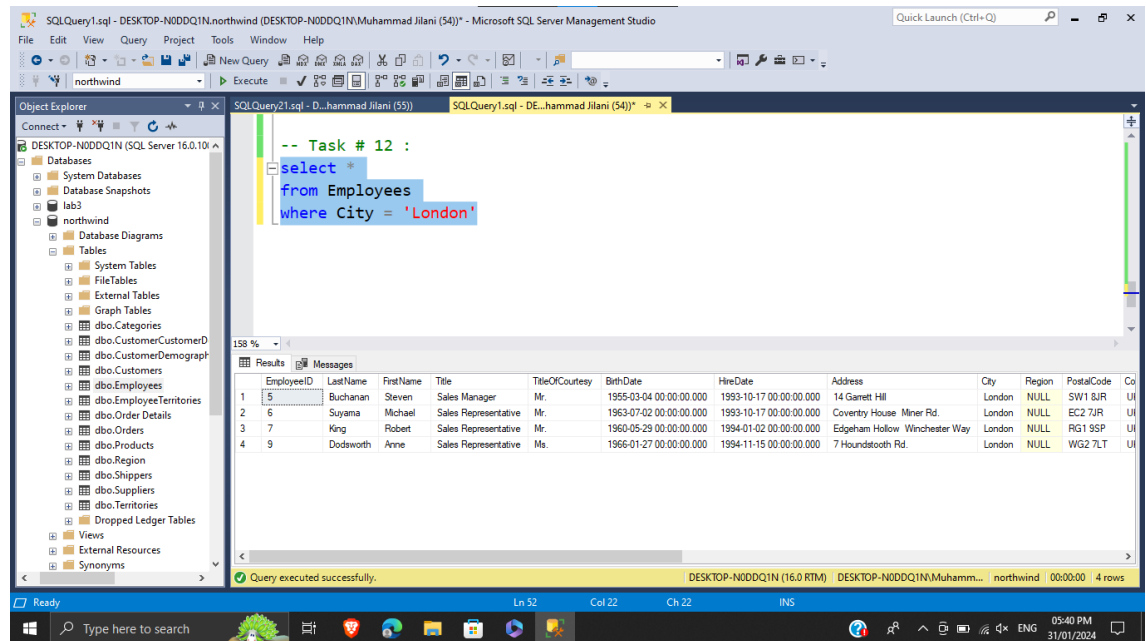 SQLQuery1.sql - DESKTOP-N0DDQ1N.northwind (DESKTOP-N0DDQ1N\Muhammad Jilani (54))* - Microsoft SQL Server Management Studio
Quick Launch (Ctrl+Q)
File Edit View Query Project Tools Window Help
New Query
northwind
Execute
Object Explorer
SQLQuery21.sql - D...hammad Jilani (55))
SQLQuery1.sql - DE...hammad Jilani (54))*
Connect
DESKTOP-N0DDQ1N (SQL Server 16.0.100
Databases
System Databases
Database Snapshots
lab3
northwind
Database Diagrams
Tables
System Tables
FileTables
External Tables
Graph Tables
dbo.Categories
dbo.CustomerCustomerD
dbo.CustomerDemograph
dbo.Customers
dbo.Employees
dbo.EmployeeTerritories
dbo.Order Details
dbo.Orders
dbo.Products
dbo.Region
dbo.Shippers
dbo.Suppliers
dbo.Territories
Dropped Ledger Tables
Views
External Resources
Synonyms
-- Task # 12 :
select *
from Employees
where City = 'London'
158 %
Results Messages
EmployeeID LastName FirstName Title TitleOfCourtesy BirthDate HireDate Address City Region PostalCode Co
1 5 Buchanan Steven Sales Manager Mr. 1955-03-04 00:00:00.000 1993-10-17 00:00:00.000 14 Garrett Hill London NULL SW1 8JR UI
2 6 Suyama Michael Sales Representative Mr. 1963-07-02 00:00:00.000 1993-10-17 00:00:00.000 Coventry House Miner Rd. London NULL EC2 7JR UI
3 7 King Robert Sales Representative Mr. 1960-05-29 00:00:00.000 1994-01-02 00:00:00.000 Edgeham Hollow Winchester Way London NULL RG1 9SP UI
4 9 Dodsworth Anne Sales Representative Ms. 1966-01-27 00:00:00.000 1994-11-15 00:00:00.000 7 Houndstooth Rd. London NULL WG2 7LT UI
Query executed successfully.
DESKTOP-N0DDQ1N (16.0 RTM) DESKTOP-N0DDQ1N\Muhamm... northwind 00:00:00 4 rows
Ready Ln 52 Col 22 Ch 22 INS
Type here to search
ENG
05:40 PM
31/01/2024